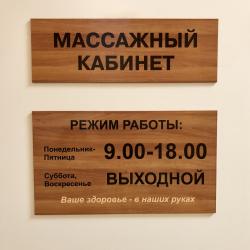 МАССАЖНЫЙ
КАБИНЕТ
РЕЖИМ РАБОТЫ:
Понедельник-
Пятница
9.00-18.00
Суббота,
Воскресенье
ВЫХОДНОЙ
Ваше здоровье - в наших руках